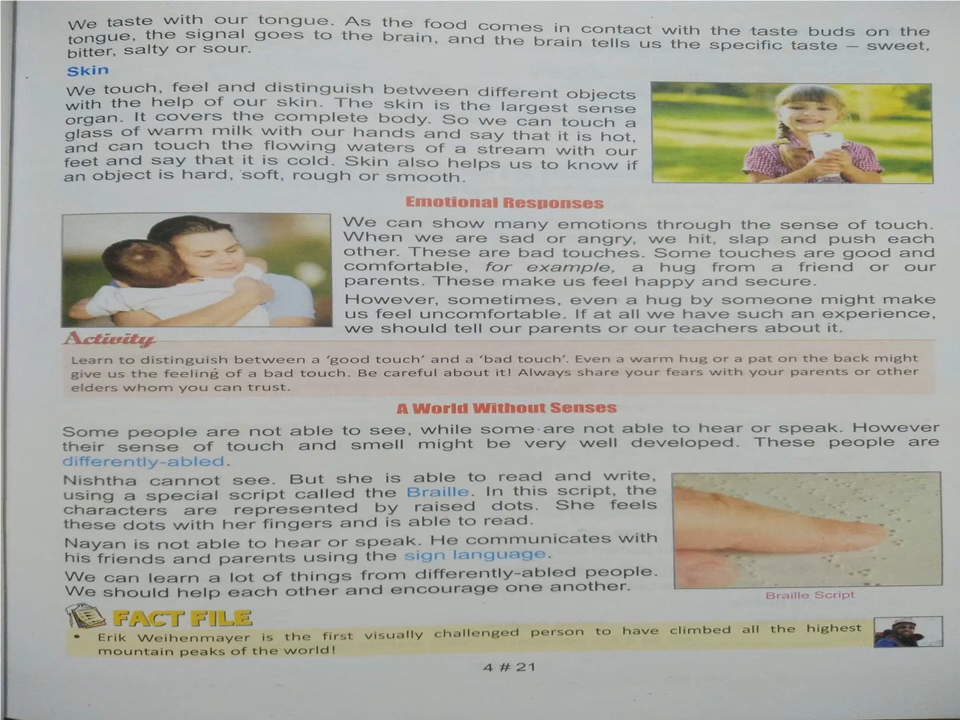 We taste with our tongue. As the food comes in contact with the taste buds on the
tongue, the signal goes to the brain, and the brain tells us the specific taste – sweet,
bitter, salty or sour.
Skin
We touch, feel and distinguish between different objects
with the help of our skin. The skin is the largest sense
organ. It covers the complete body. So we can touch a
glass of warm milk with our hands and say that it is hot,
and can touch the flowing waters of a stream with our
feet and say that it is cold. Skin also helps us to know if
an object is hard, soft, rough or smooth.
Emotional Responses
We can show many emotions through the sense of touch.
When we are sad or angry, we hit, slap and push each
other. These are bad touches. Some touches are good and
comfortable, for example, a hug from a friend or our
parents. These make us feel happy and secure.
However, sometimes, even a hug by someone might make
us feel uncomfortable. If at all we have such an experience,
we should tell our parents or our teachers about it.
Activity
Learn to distinguish between a 'good touch' and a 'bad touch'. Even a warm hug or a pat on the back might
give us the feeling of a bad touch. Be careful about it! Always share your fears with your parents or other
elders whom you can trust.
A World Without Senses
Some people are not able to see, while some are not able to hear or speak. However
their sense of touch and smell might be very well developed. These people are
differently-abled.
Nishtha cannot see. But she is able to read and write,
using a special script called the Braille. In this script, the
characters are represented by raised dots. She feels
these dots with her fingers and is able to read.
Nayan is not able to hear or speak. He communicates with
his friends and parents using the sign language.
We can learn a lot of things from differently-abled people.
We should help each other and encourage one another.
Braille Script
FACT FILE
• Erik Weihenmayer is the first visually challenged person to have climbed all the highest
mountain peaks of the world!
4 # 21